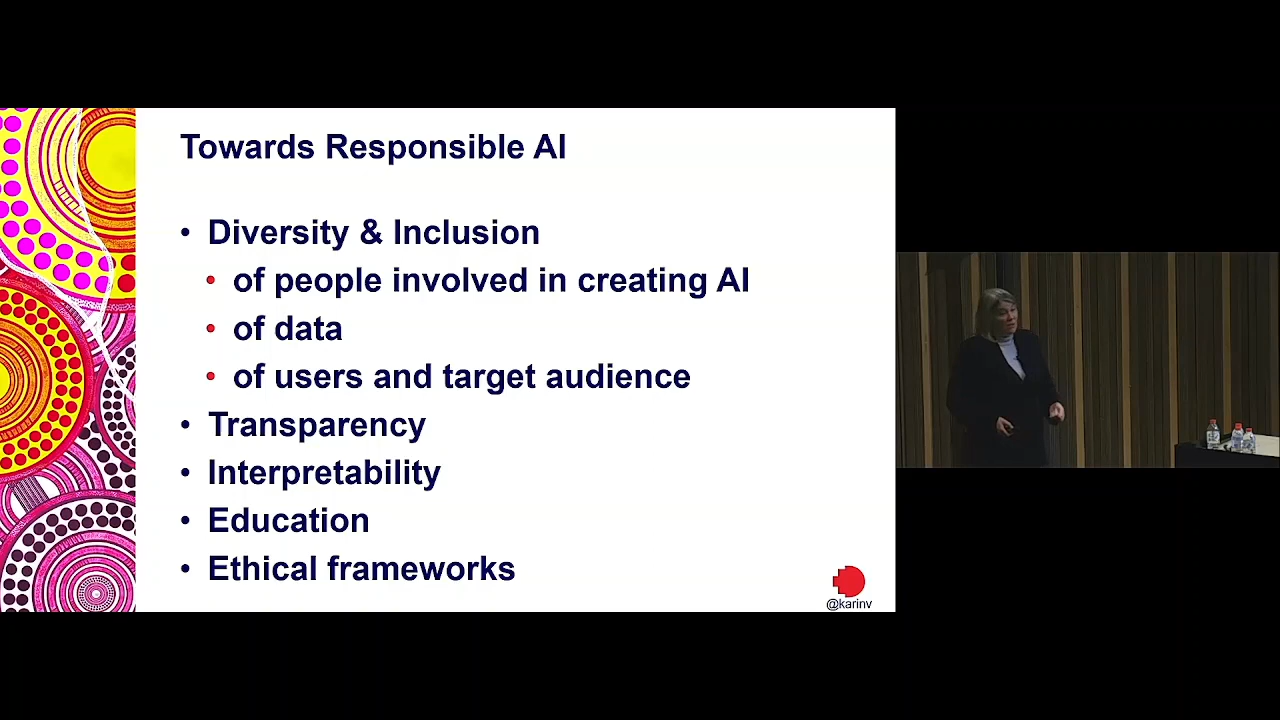 Towards Responsible AI
• Diversity & Inclusion
• of people involved in creating AI
• of data
• of users and target audience
• Transparency
• Interpretability
• Education
• Ethical frameworks
@karinv